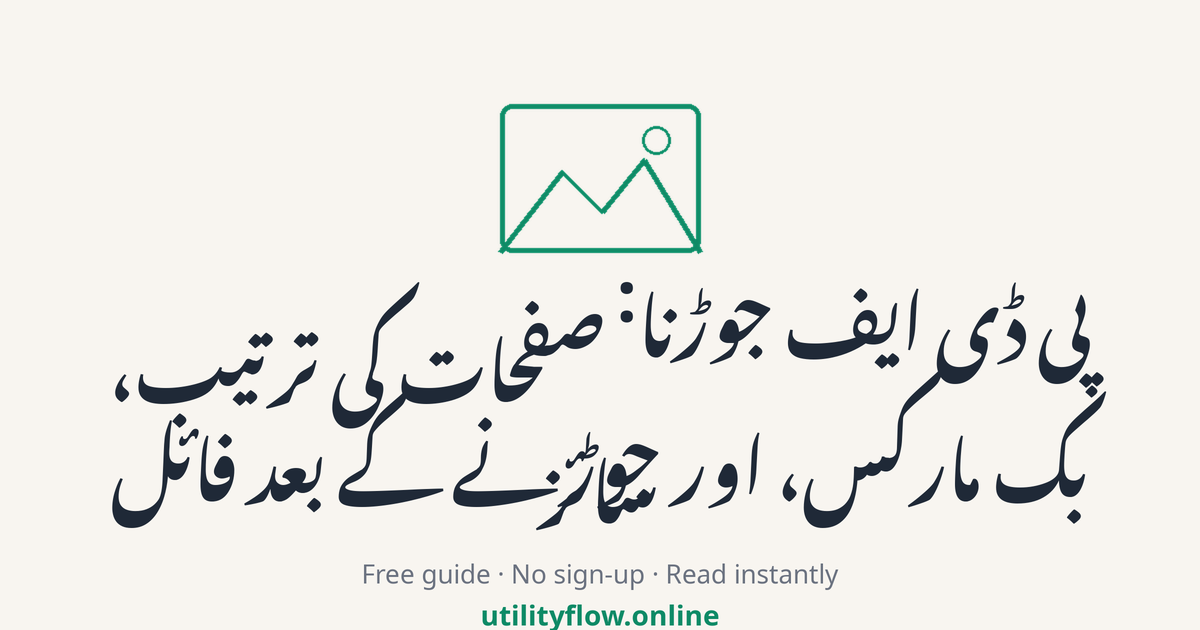 پی ڈی ایف جوڑنا: صفحات کی ترتیب،
بک مارکس، اور جوڑنے کے بعد فائل
سائز
Free guide · No sign-up · Read instantly
utilityflow.online